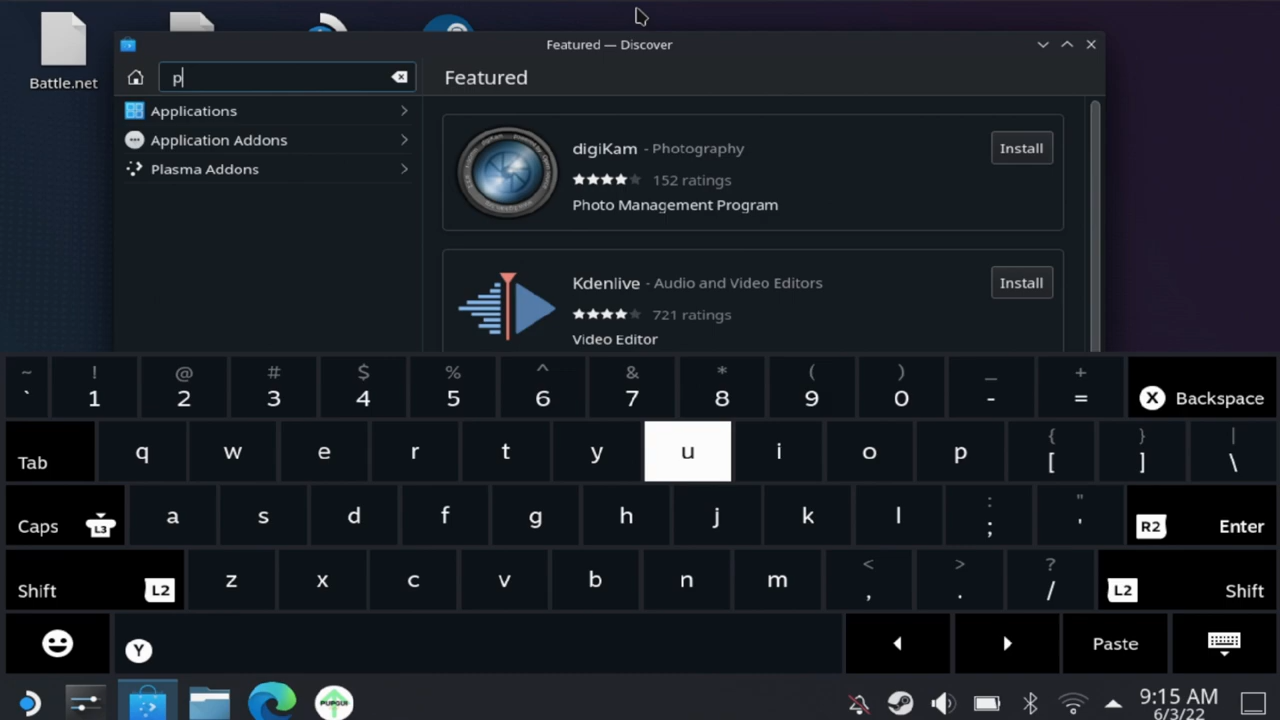 Battle.net
Featured — Discover
p
Featured
Applications
Application Addons
Plasma Addons
digiKam - Photography
Install
152 ratings
Photo Management Program
Kdenlive - Audio and Video Editors
Install
721 ratings
Video Editor
~ ! @ # $ % ^ & * ( ) _ +
` 1 2 3 4 5 6 7 8 9 0 - = X Backspace
{ } |
Tab q w e r t y u i o p [ ] \
: "
Caps L3 a s d f g h j k l ; ' R2 Enter
< > ?
Shift L2 z x c v b n m , . / L2 Shift
Y Paste
PUPGUI
9:15 AM
6/3/22